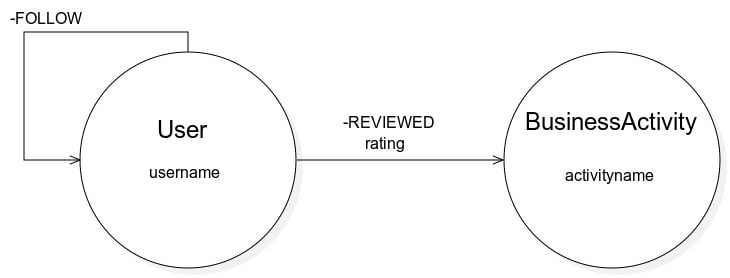 -FOLLOW
User
username
-REVIEWED
rating
BusinessActivity
activityname